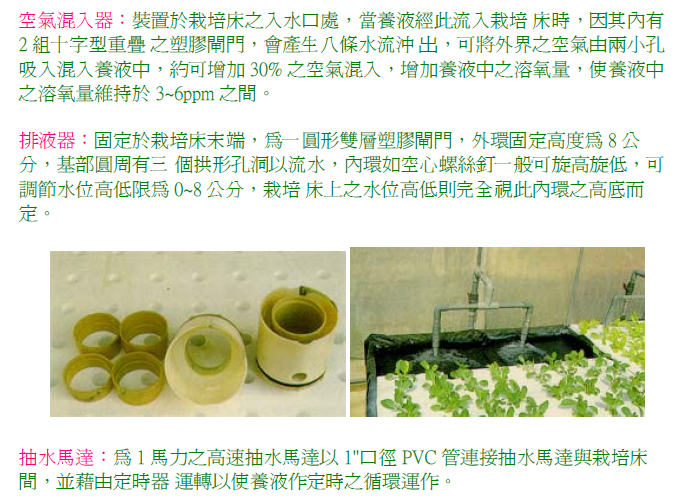 空氣混入器：裝置於栽培床之入水口處，當養液經此流入栽培 床時，因其內有
2 組十字型重疊 之塑膠閘門，會產生八條水流沖 出，可將外界之空氣由兩小孔
吸入混入養液中，約可增加 30% 之空氣混入，增加養液中之溶氧量，使養液中
之溶氧量維持於 3~6ppm 之間。
排液器：固定於栽培床末端，為一圓形雙層塑膠閘門，外環固定高度為 8 公
分，基部圓周有三 個拱形孔洞以流水，內環如空心螺絲釘一般可旋高旋低，可
調節水位高低限為 0~8 公分，栽培 床上之水位高低則完全視此內環之高底而
定。
抽水馬達：為 1 馬力之高速抽水馬達以 1"口徑 PVC 管連接抽水馬達與栽培床
間，並藉由定時器 運轉以使養液作定時之循環運作。